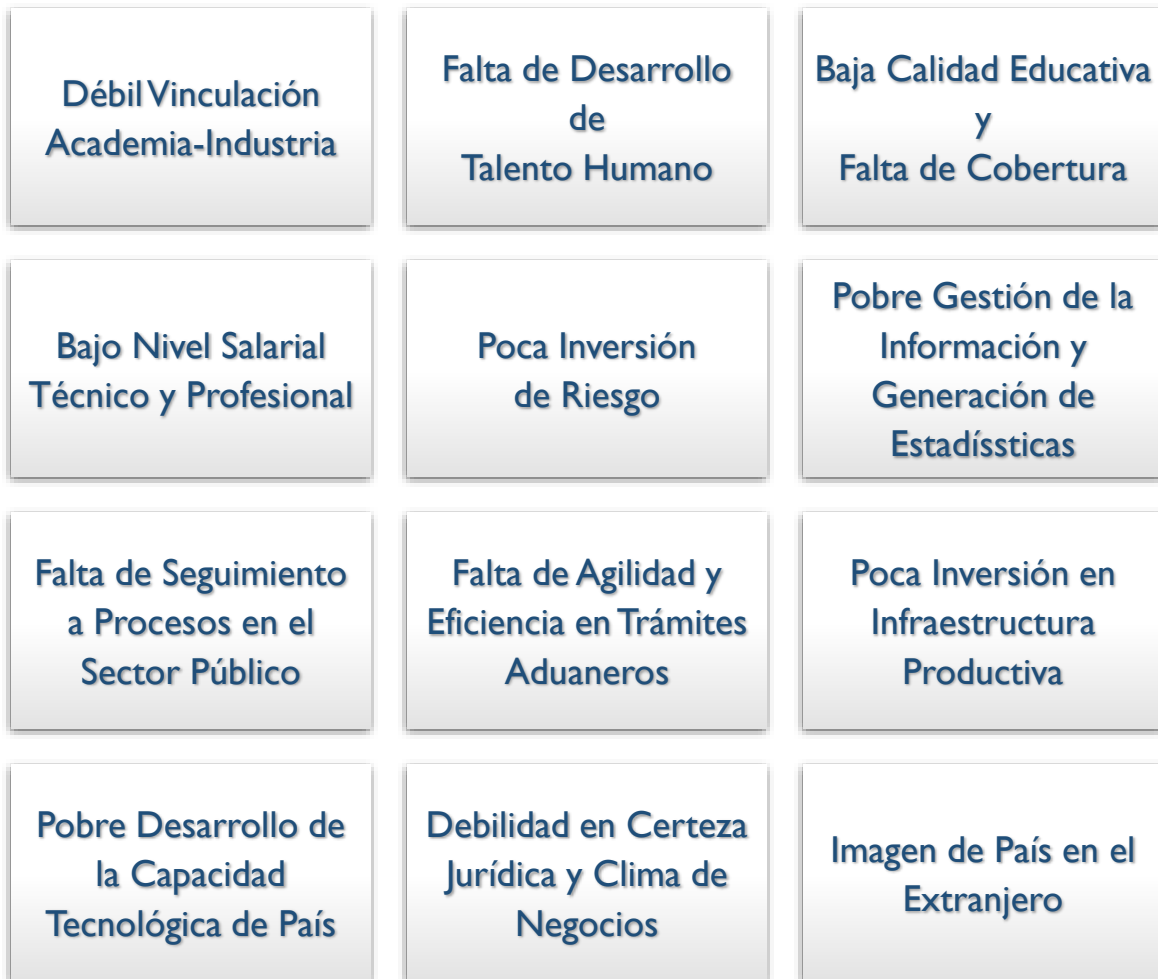 Débil Vinculación
Academia-Industria
Falta de Desarrollo
de
Talento Humano
Baja Calidad Educativa
y
Falta de Cobertura
Bajo Nivel Salarial
Técnico y Profesional
Poca Inversión
de Riesgo
Pobre Gestión de la
Información y
Generación de
Estadíssticas
Falta de Seguimiento
a Procesos en el
Sector Público
Falta de Agilidad y
Eficiencia en Trámites
Aduaneros
Poca Inversión en
Infraestructura
Productiva
Pobre Desarrollo de
la Capacidad
Tecnológica de País
Debilidad en Certeza
Jurídica y Clima de
Negocios
Imagen de País en el
Extranjero